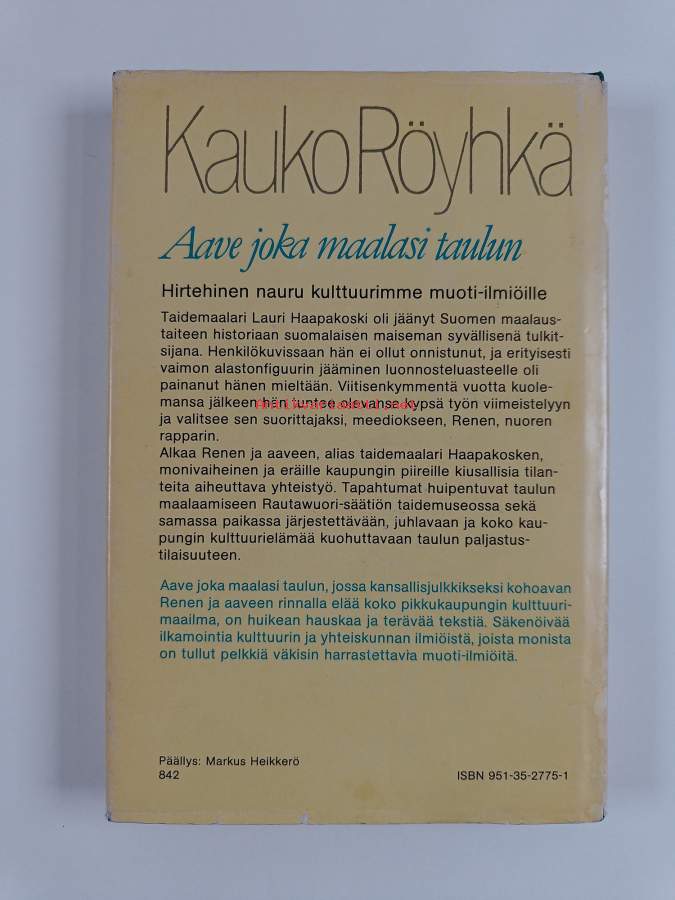 Kauko Röyhkä
Aave joka maalasi taulun
Hirtehinen nauru kulttuurimme muoti-ilmiöille
Taidemaalari Lauri Haapakoski oli jäänyt Suomen maalaus-
taiteen historiaan suomalaisen maiseman syvällisenä tulkit-
sijana. Henkilökuvissaan hän ei ollut onnistunut, ja erityisesti
vaimon alastonfiguurin jääminen luonnosteluasteelle oli
painanut hänen mieltään. Viitisenkymmentä vuotta kuole-
mansa jälkeen hän tuntee olevansa kypsä työn viimeistelyyn
Antikvariaatti.net
ja valitsee sen suorittajaksi, meediokseen, Renen, nuoren
rapparin.
Alkaa Renen ja aaveen, alias taidemaalari Haapakosken,
monivaiheinen ja eräille kaupungin piireille kiusallisia tilan-
teita aiheuttava yhteistyö. Tapahtumat huipentuvat taulun
maalaamiseen Rautawuori-säätiön taidemuseossa sekä
samassa paikassa järjestettävään, juhlavaan ja koko kau-
pungin kulttuurielämää kuohuttavaan taulun paljastus-
tilaisuuteen.
Aave joka maalasi taulun, jossa kansallisjulkkikseksi kohoavan
Renen ja aaveen rinnalla elää koko pikkukaupungin kulttuuri-
maailma, on huikean hauskaa ja terävää tekstiä. Säkenöivää
ilkamointia kulttuurin ja yhteiskunnan ilmiöistä, joista monista
on tullut pelkkiä väkisin harrastettavia muoti-ilmiöitä.
Päällys: Markus Heikkerö
842
ISBN 951-35-2775-1